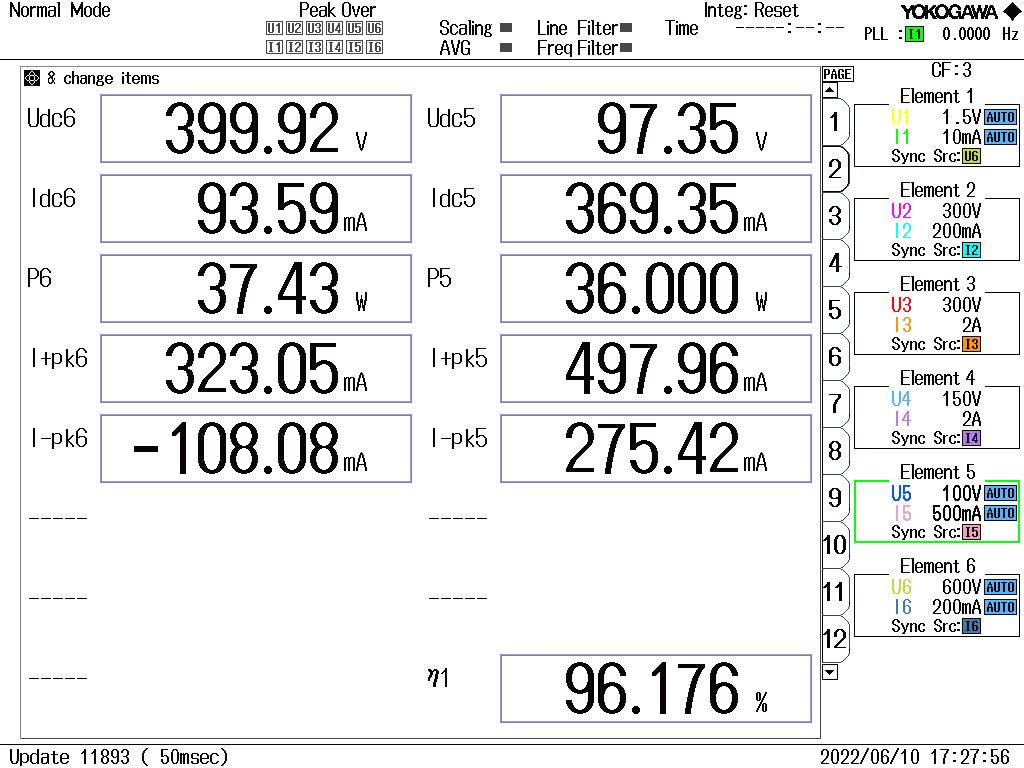 Normal Mode
Peak Over
U1 U2 U3 U4 U5 U6
I1 I2 I3 I4 I5 I6
Scaling
AVG
Line Filter
Freq Filter
Time
Integ: Reset
-----:--:--
YOKOGAWA
PLL :I1 0.0000 Hz
8 change items
Udc6 399.92 V Udc5 97.35 V
Idc6 93.59 mA Idc5 369.35 mA
P6 37.43 W P5 36.000 W
I+pk6 323.05 mA I+pk5 497.96 mA
I-pk6 -108.08 mA I-pk5 275.42 mA
----- -----
----- -----
----- η1 96.176 %
PAGE
1
2
3
4
5
6
7
8
9
10
11
12
CF:3
Element 1
U1 1.5V AUTO
I1 10mA AUTO
Sync Src:U6
Element 2
U2 300V
I2 200mA
Sync Src:I2
Element 3
U3 300V
I3 2A
Sync Src:I3
Element 4
U4 150V
I4 2A
Sync Src:I4
Element 5
U5 100V AUTO
I5 500mA AUTO
Sync Src:I5
Element 6
U6 600V AUTO
I6 200mA AUTO
Sync Src:I6
Update 11893 ( 50msec)
2022/06/10 17:27:56